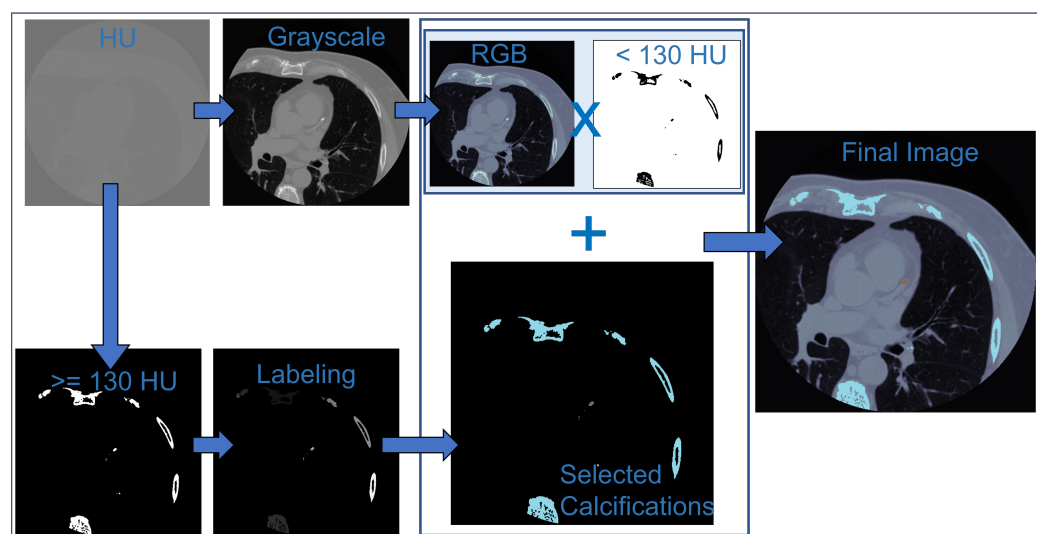 HU
Grayscale
RGB
X
< 130 HU
+
Final Image
>= 130 HU
Labeling
Selected
Calcifications